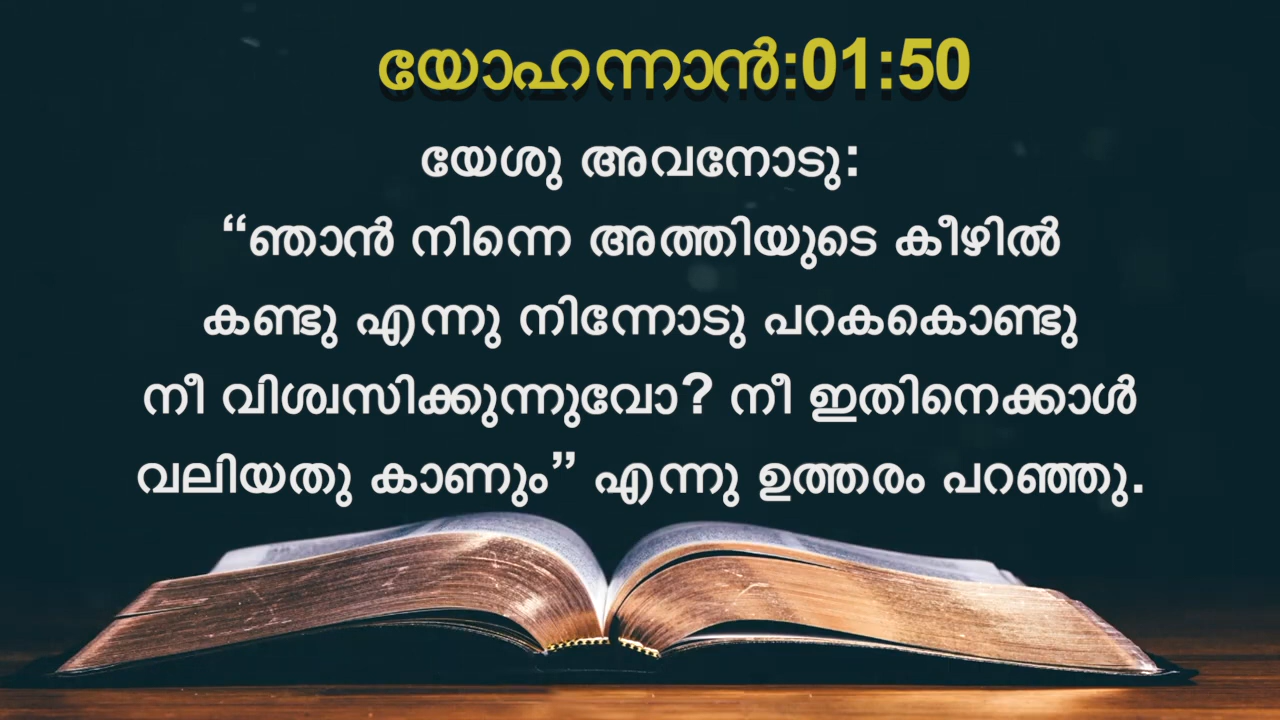 യോഹന്നാൻ:01:50
യേശു അവനോടു:
“ഞാൻ നിന്നെ അത്തിയുടെ കീഴിൽ
കണ്ടു എന്നു നിന്നോടു പറകകൊണ്ടു
നീ വിശ്വസിക്കുന്നുവോ? നീ ഇതിനെക്കാൾ
വലിയതു കാണും” എന്നു ഉത്തരം പറഞ്ഞു.